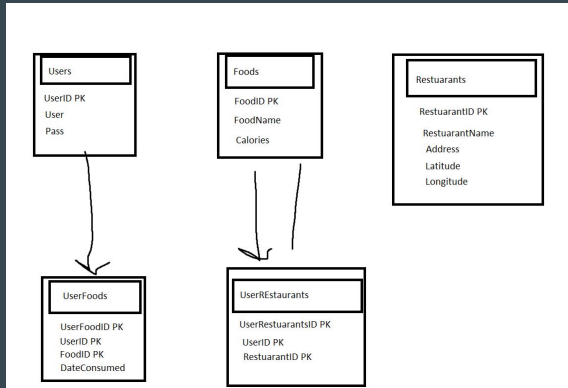 Users
UserID PK
User
Pass
Foods
FoodID PK
FoodName
Calories
Restuarants
RestuarantID PK
RestuarantName
Address
Latitude
Longitude
UserFoods
UserFoodID PK
UserID PK
FoodID PK
DateConsumed
UserREstaurants
UserRestuarantsID PK
UserID PK
RestuarantID PK